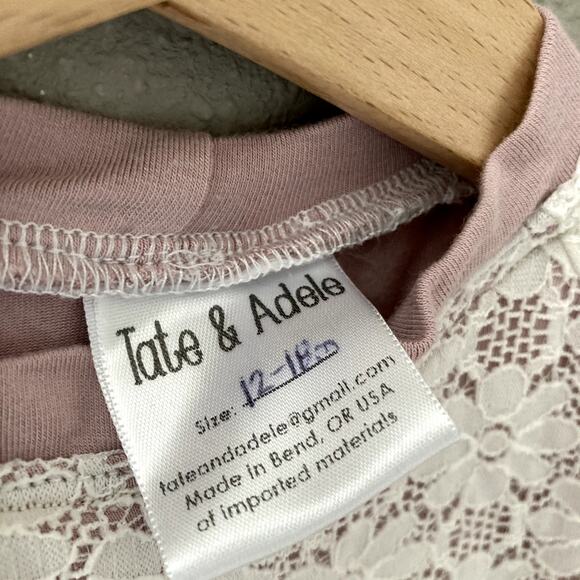 Tate & Adele
Size: 12-18m
tateandadele@gmail.com
Made in Bend, OR USA
of imported materials